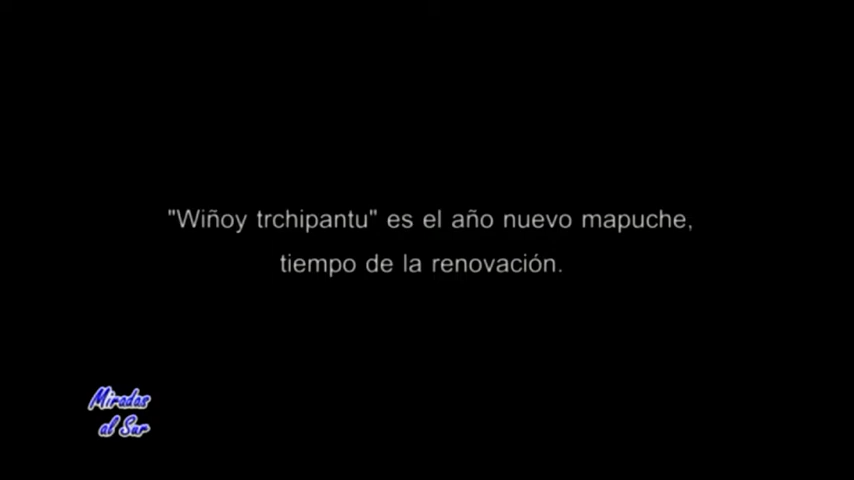 "Wiñoy trchipantu" es el año nuevo mapuche,
tiempo de la renovación.
Miradas
al Sur